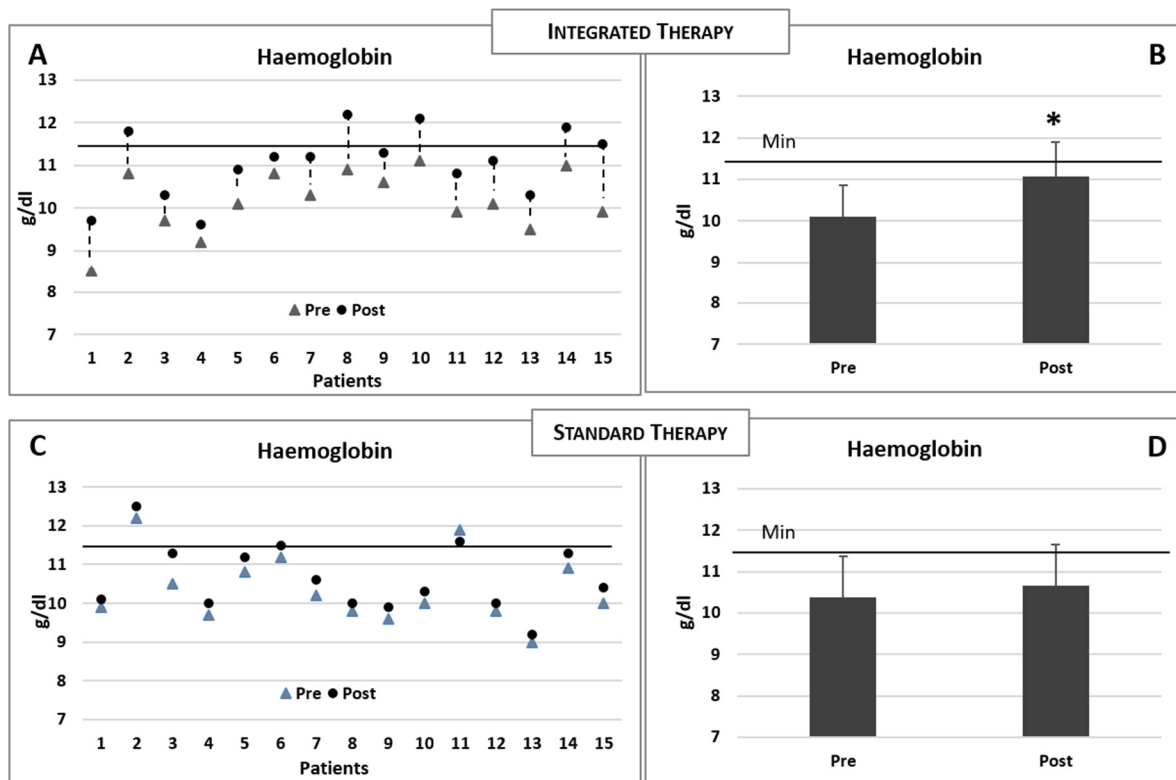 INTEGRATED THERAPY
A
Haemoglobin
13
12
11
10
9
8
7
g/dl
Pre Post
1 2 3 4 5 6 7 8 9 10 11 12 13 14 15
Patients
B
Haemoglobin
13
12
11
10
9
8
7
g/dl
Min
*
Pre Post
STANDARD THERAPY
C
Haemoglobin
13
12
11
10
9
8
7
g/dl
Pre Post
1 2 3 4 5 6 7 8 9 10 11 12 13 14 15
Patients
D
Haemoglobin
13
12
11
10
9
8
7
g/dl
Min
Pre Post